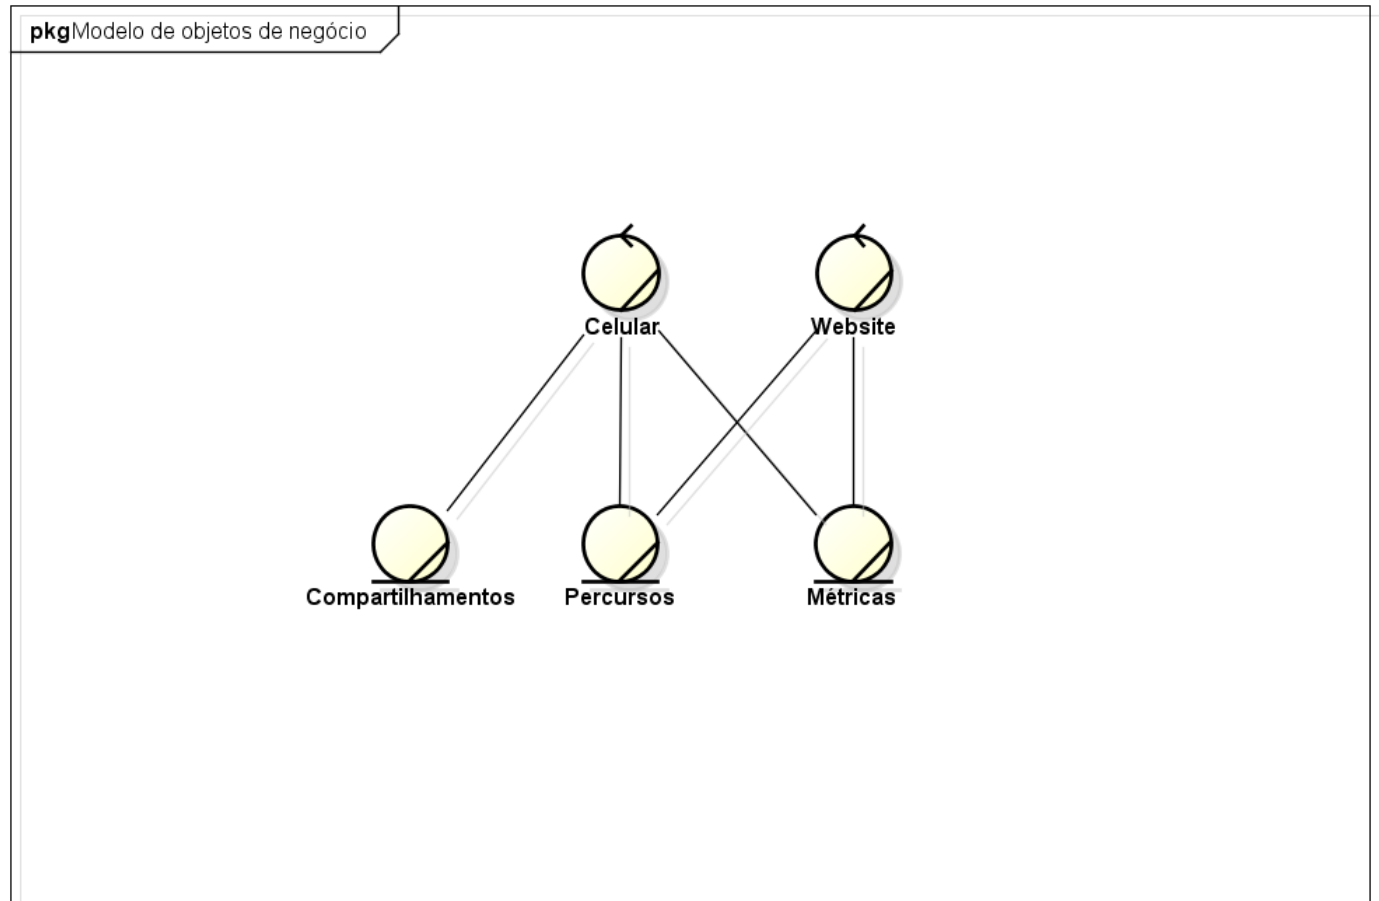 pkgModelo de objetos de negócio
Celular
Website
Compartilhamentos
Percursos
Métricas